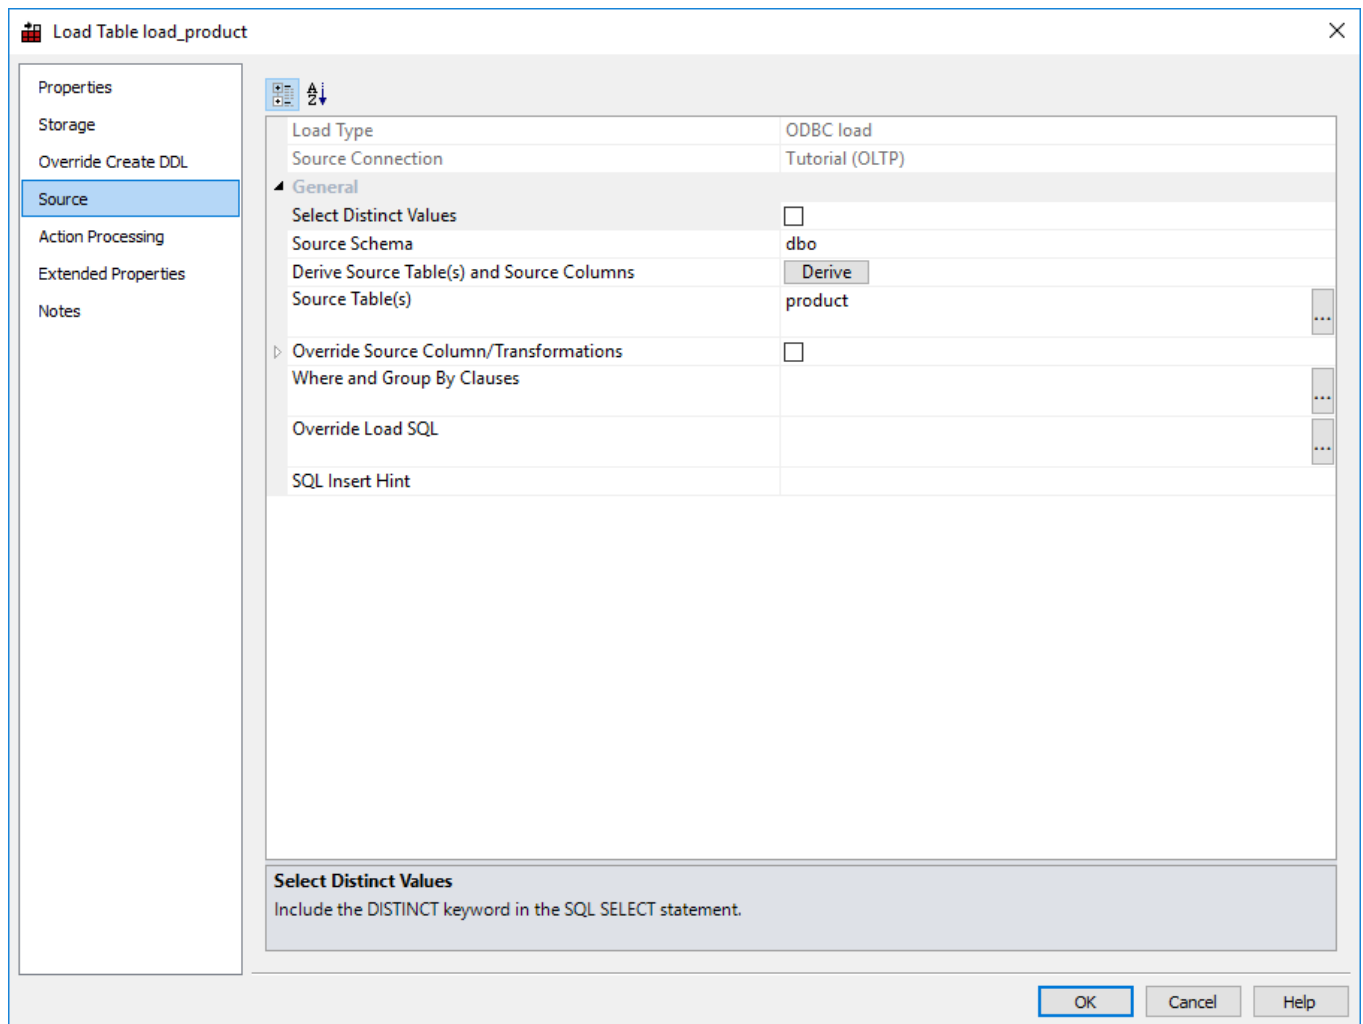 Load Table load_product
Properties
Storage
Override Create DDL
Source
Action Processing
Extended Properties
Notes
Load Type ODBC load
Source Connection Tutorial (OLTP)
General
Select Distinct Values
Source Schema dbo
Derive Source Table(s) and Source Columns Derive
Source Table(s) product
...
Override Source Column/Transformations
Where and Group By Clauses
...
Override Load SQL
...
SQL Insert Hint
Select Distinct Values
Include the DISTINCT keyword in the SQL SELECT statement.
OK Cancel Help